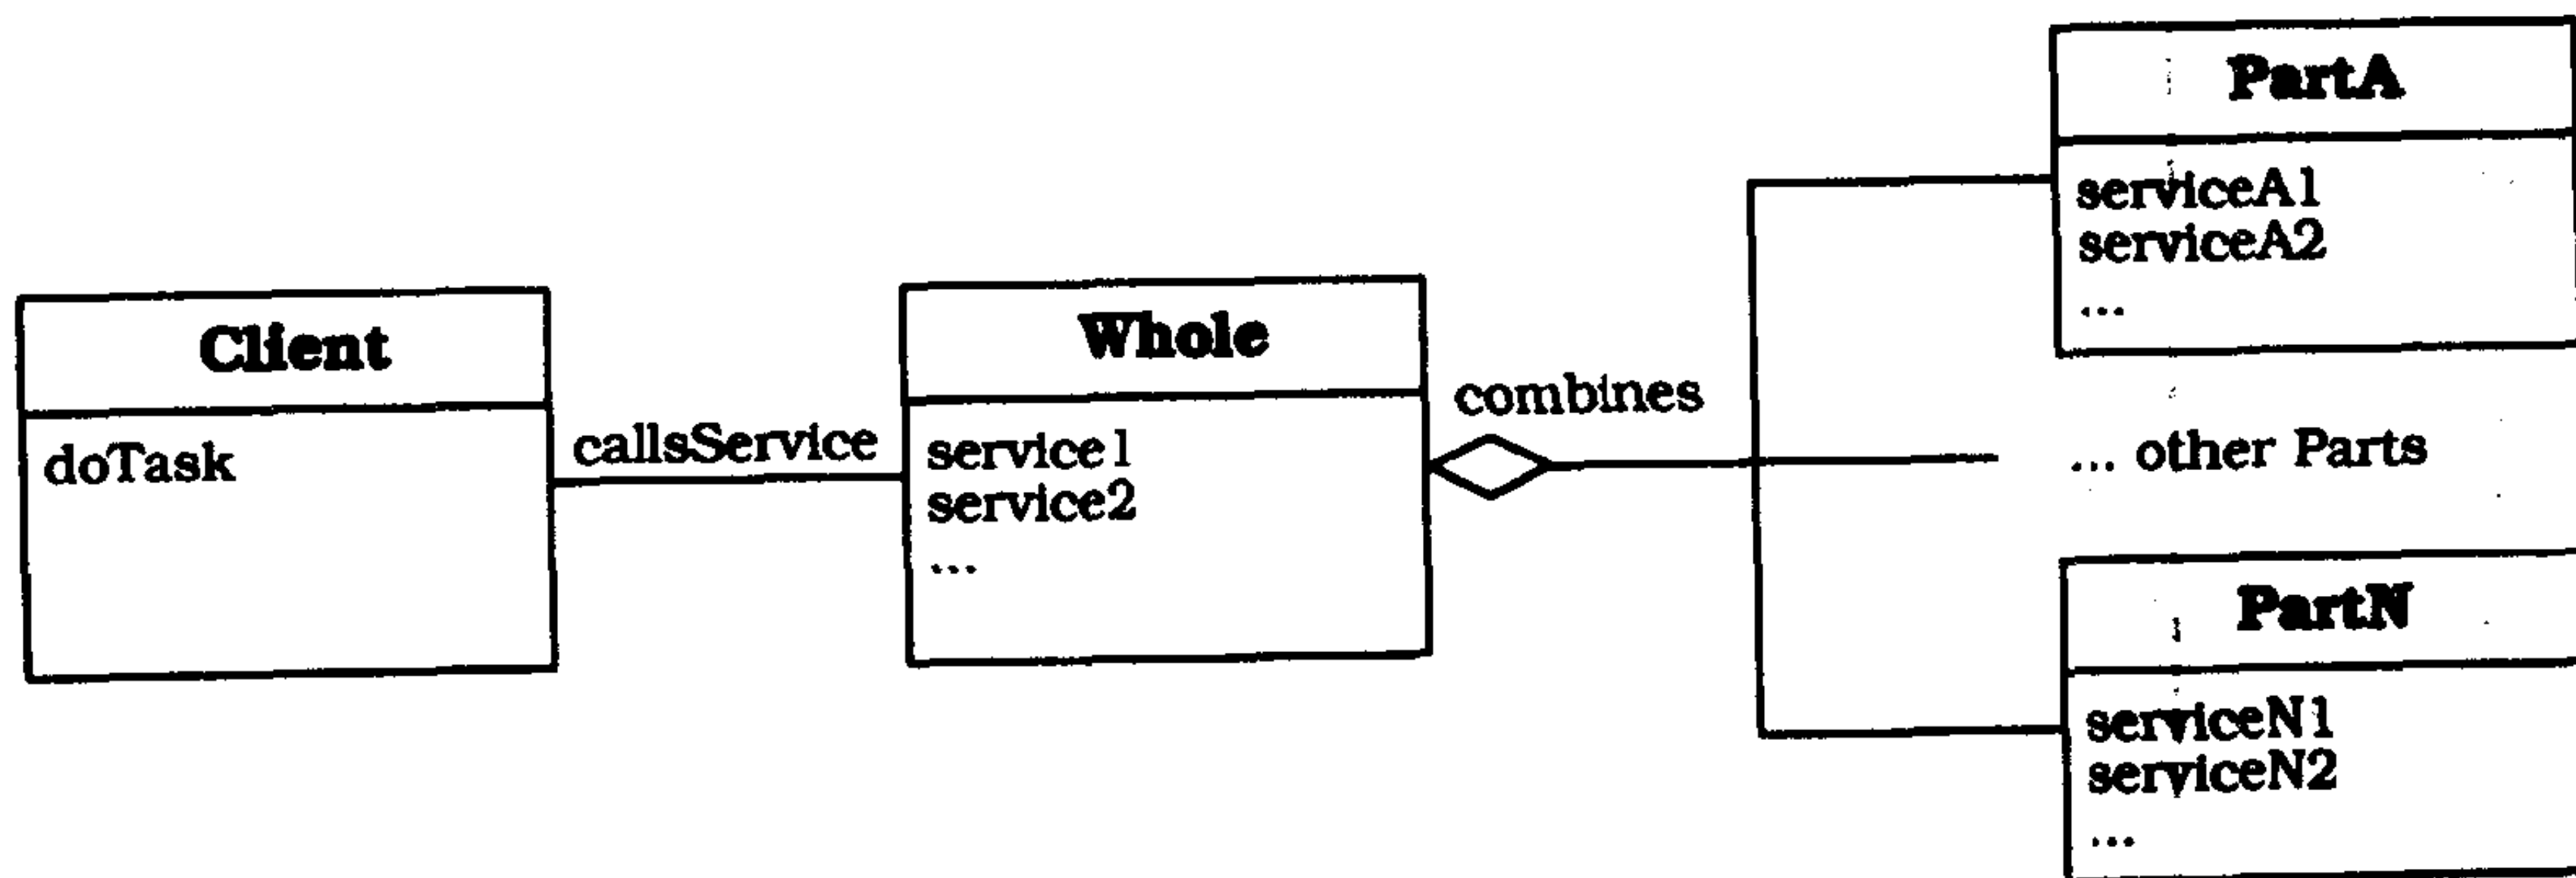 Client
doTask
callsService
Whole
service1
service2
...
combines
PartA
serviceA1
serviceA2
...
... other Parts
PartN
serviceN1
serviceN2
...